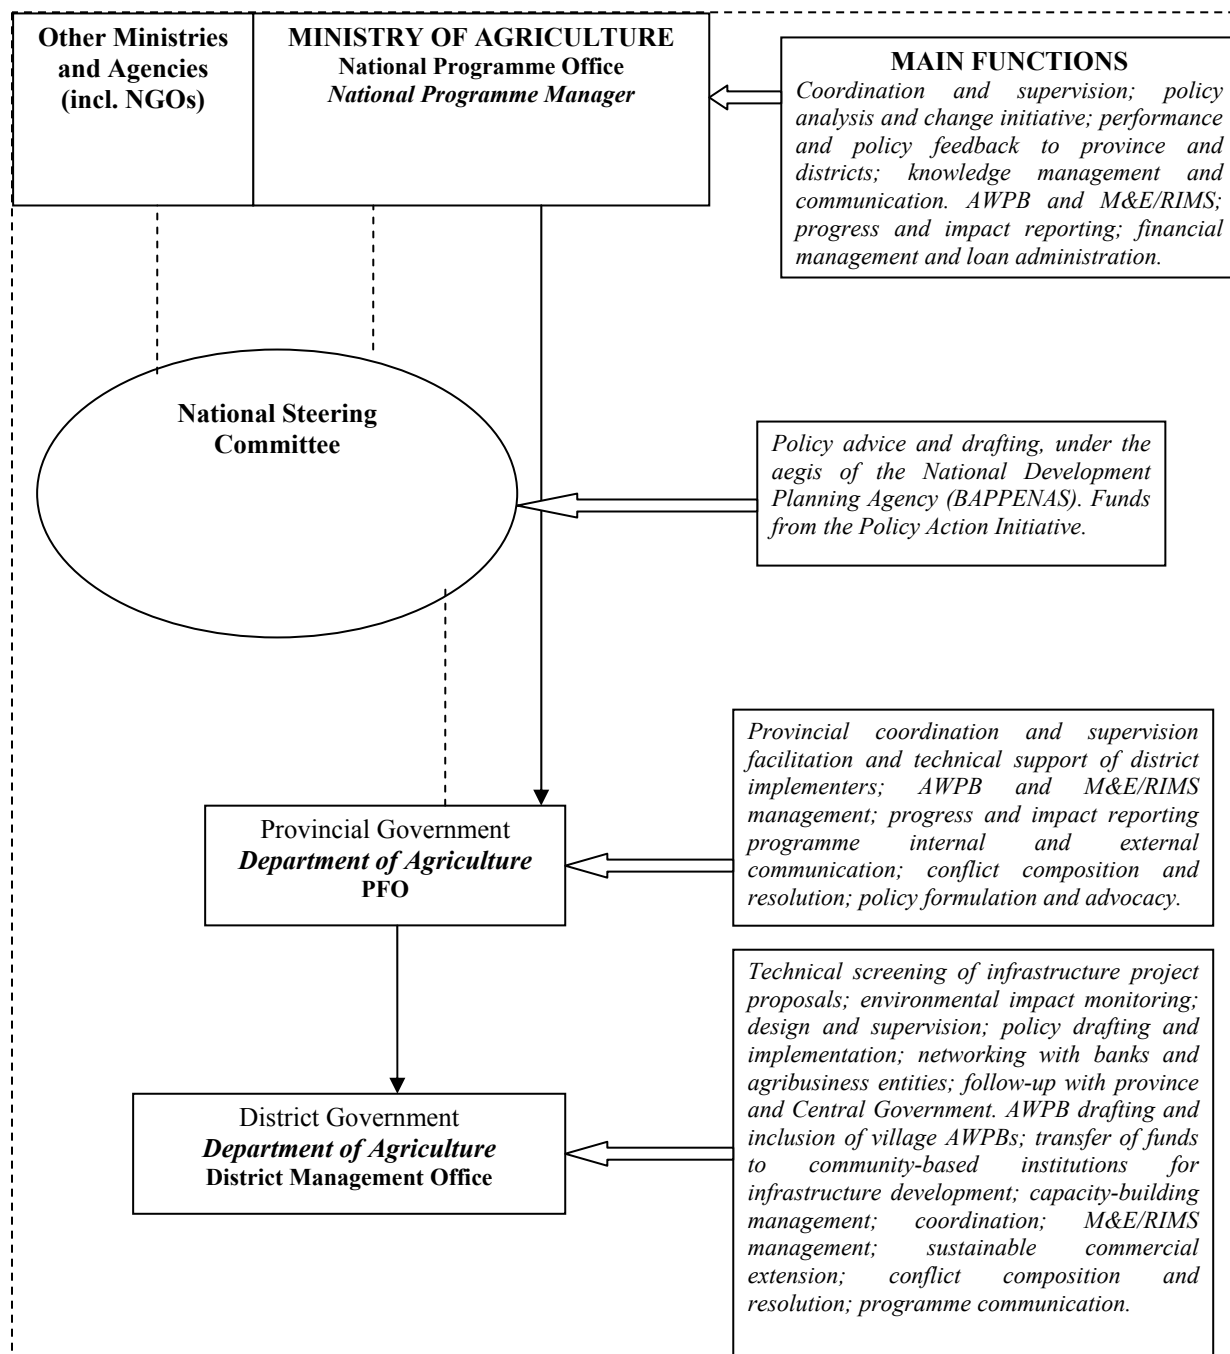 Other Ministries
and Agencies
(incl. NGOs)
MINISTRY OF AGRICULTURE
National Programme Office
National Programme Manager
MAIN FUNCTIONS
Coordination and supervision; policy
analysis and change initiative; performance
and policy feedback to province and
districts; knowledge management and
communication. AWPB and M&E/RIMS;
progress and impact reporting; financial
management and loan administration.
National Steering
Committee
Policy advice and drafting, under the
aegis of the National Development
Planning Agency (BAPPENAS). Funds
from the Policy Action Initiative.
Provincial Government
Department of Agriculture
PFO
Provincial coordination and supervision
facilitation and technical support of district
implementers; AWPB and M&E/RIMS
management; progress and impact reporting
programme internal and external
communication; conflict composition and
resolution; policy formulation and advocacy.
District Government
Department of Agriculture
District Management Office
Technical screening of infrastructure project
proposals; environmental impact monitoring;
design and supervision; policy drafting and
implementation; networking with banks and
agribusiness entities; follow-up with province
and Central Government. AWPB drafting and
inclusion of village AWPBs; transfer of funds
to community-based institutions for
infrastructure development; capacity-building
management; coordination; M&E/RIMS
management; sustainable commercial
extension; conflict composition and
resolution; programme communication.